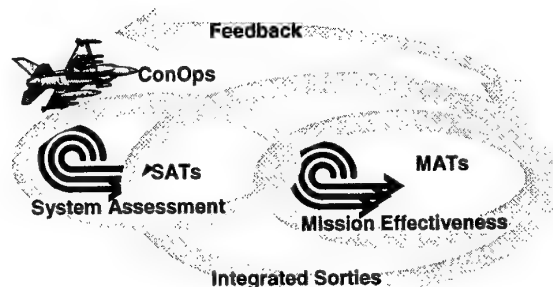 Feedback
ConOps
SATs
MATs
System Assessment
Mission Effectiveness
Integrated Sorties